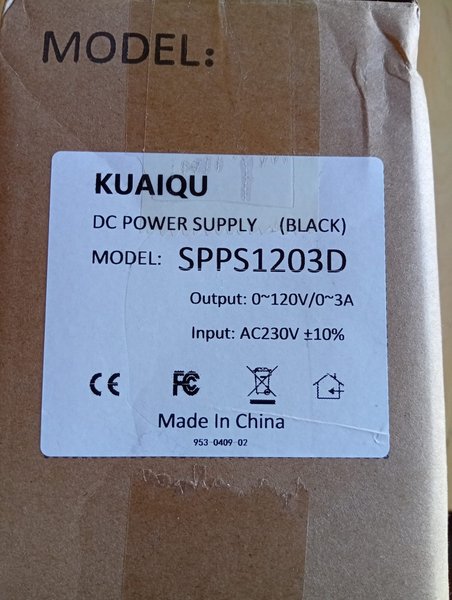 MODEL:
KUAIQU
DC POWER SUPPLY (BLACK)
MODEL: SPPS1203D
Output: 0~120V/0~3A
Input: AC230V ±10%
CE FC
Made In China
953-0409-02